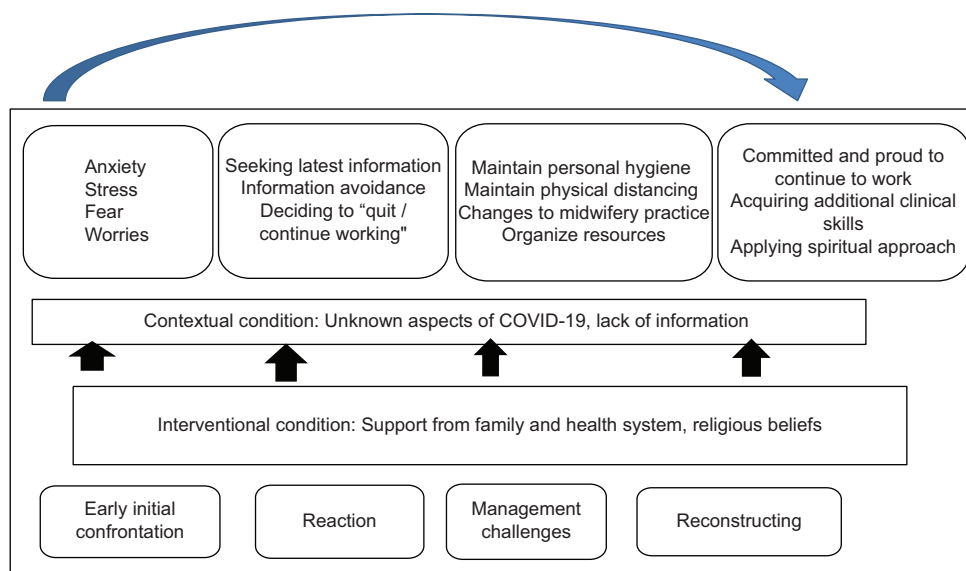 Anxiety
Stress
Fear
Worries
Seeking latest information
Information avoidance
Deciding to “quit /
continue working"
Maintain personal hygiene
Maintain physical distancing
Changes to midwifery practice
Organize resources
Committed and proud to
continue to work
Acquiring additional clinical
skills
Applying spiritual approach
Contextual condition: Unknown aspects of COVID-19, lack of information
Interventional condition: Support from family and health system, religious beliefs
Early initial
confrontation
Reaction
Management
challenges
Reconstructing